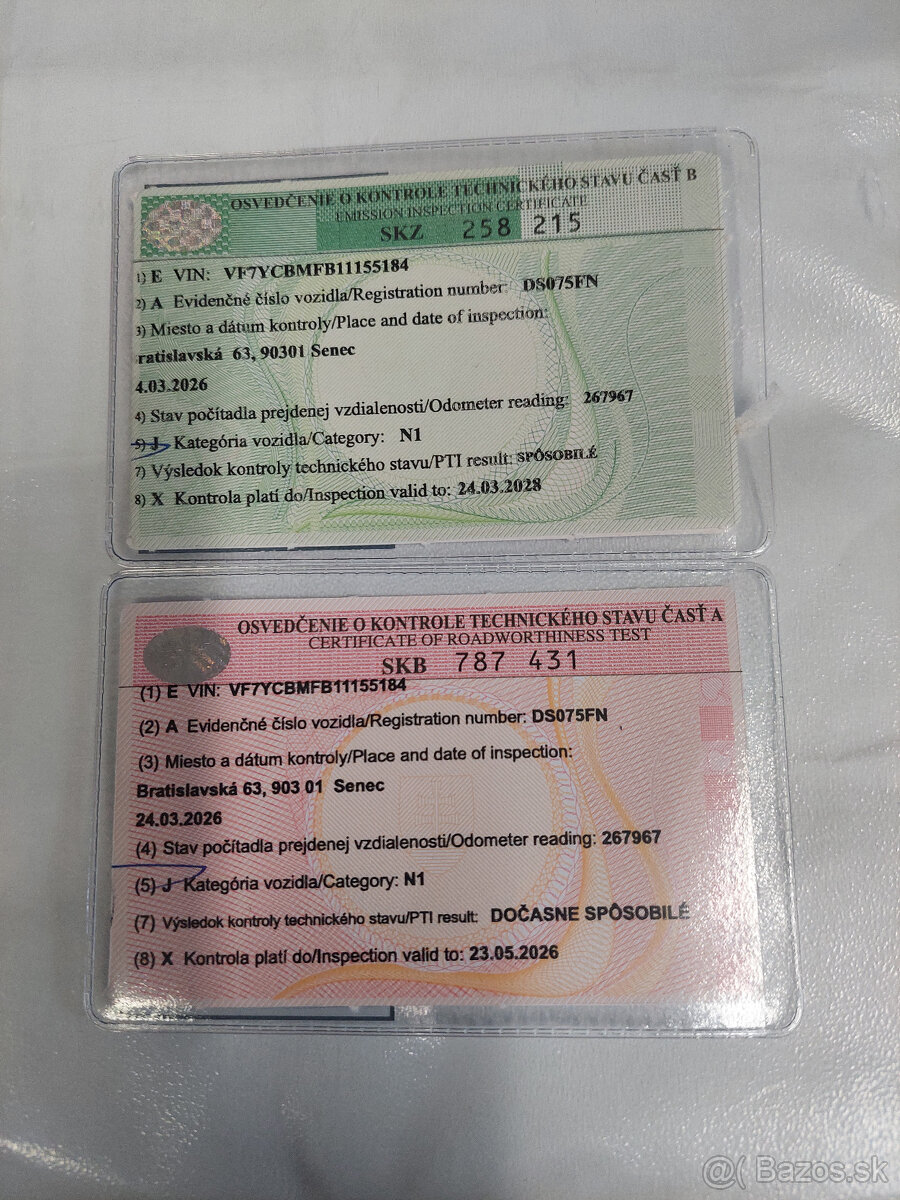 OSVEDČENIE O KONTROLE TECHNICKÉHO STAVU ČASŤ B
EMISSION INSPECTION CERTIFICATE
SKZ 258 215
1) E VIN: VF7YCBMFB11155184
2) A Evidenčné číslo vozidla/Registration number: DS075FN
3) Miesto a dátum kontroly/Place and date of inspection:
ratislavská 63, 90301 Senec
4.03.2026
4) Stav počítadla prejdenej vzdialenosti/Odometer reading: 267967
5) J Kategória vozidla/Category: N1
7) Výsledok kontroly technického stavu/PTI result: SPÔSOBILÉ
8) X Kontrola platí do/Inspection valid to: 24.03.2028
OSVEDČENIE O KONTROLE TECHNICKÉHO STAVU ČASŤ A
CERTIFICATE OF ROADWORTHINESS TEST
SKB 787 431
(1) E VIN: VF7YCBMFB11155184
(2) A Evidenčné číslo vozidla/Registration number: DS075FN
(3) Miesto a dátum kontroly/Place and date of inspection:
Bratislavská 63, 903 01 Senec
24.03.2026
(4) Stav počítadla prejdenej vzdialenosti/Odometer reading: 267967
(5) J Kategória vozidla/Category: N1
(7) Výsledok kontroly technického stavu/PTI result: DOČASNE SPÔSOBILÉ
(8) X Kontrola platí do/Inspection valid to: 23.05.2026
@( Bazos.sk